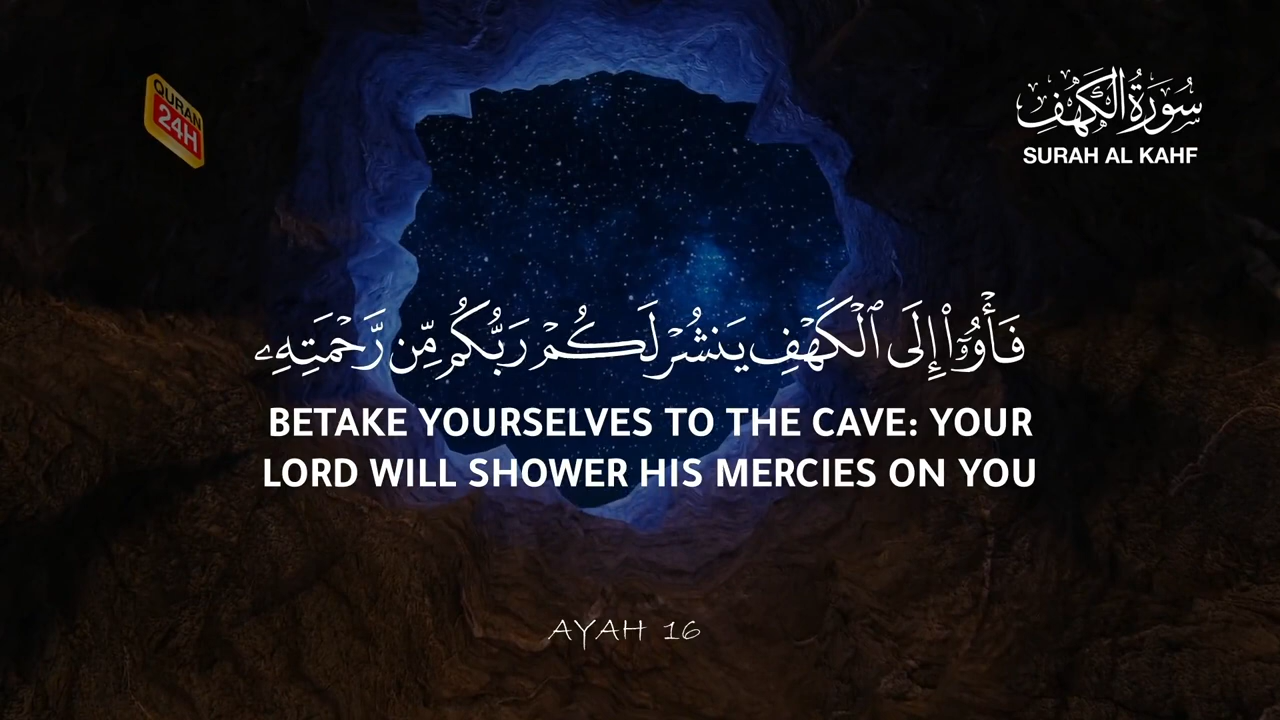 QURAN
24H
سُورَةُ الكَهْفِ
SURAH AL KAHF
فَأْوُۥٓا۟ إِلَى ٱلْكَهْفِ يَنشُرْ لَكُمْ رَبُّكُم مِّن رَّحْمَتِهِۦ
BETAKE YOURSELVES TO THE CAVE: YOUR
LORD WILL SHOWER HIS MERCIES ON YOU
AYAH 16